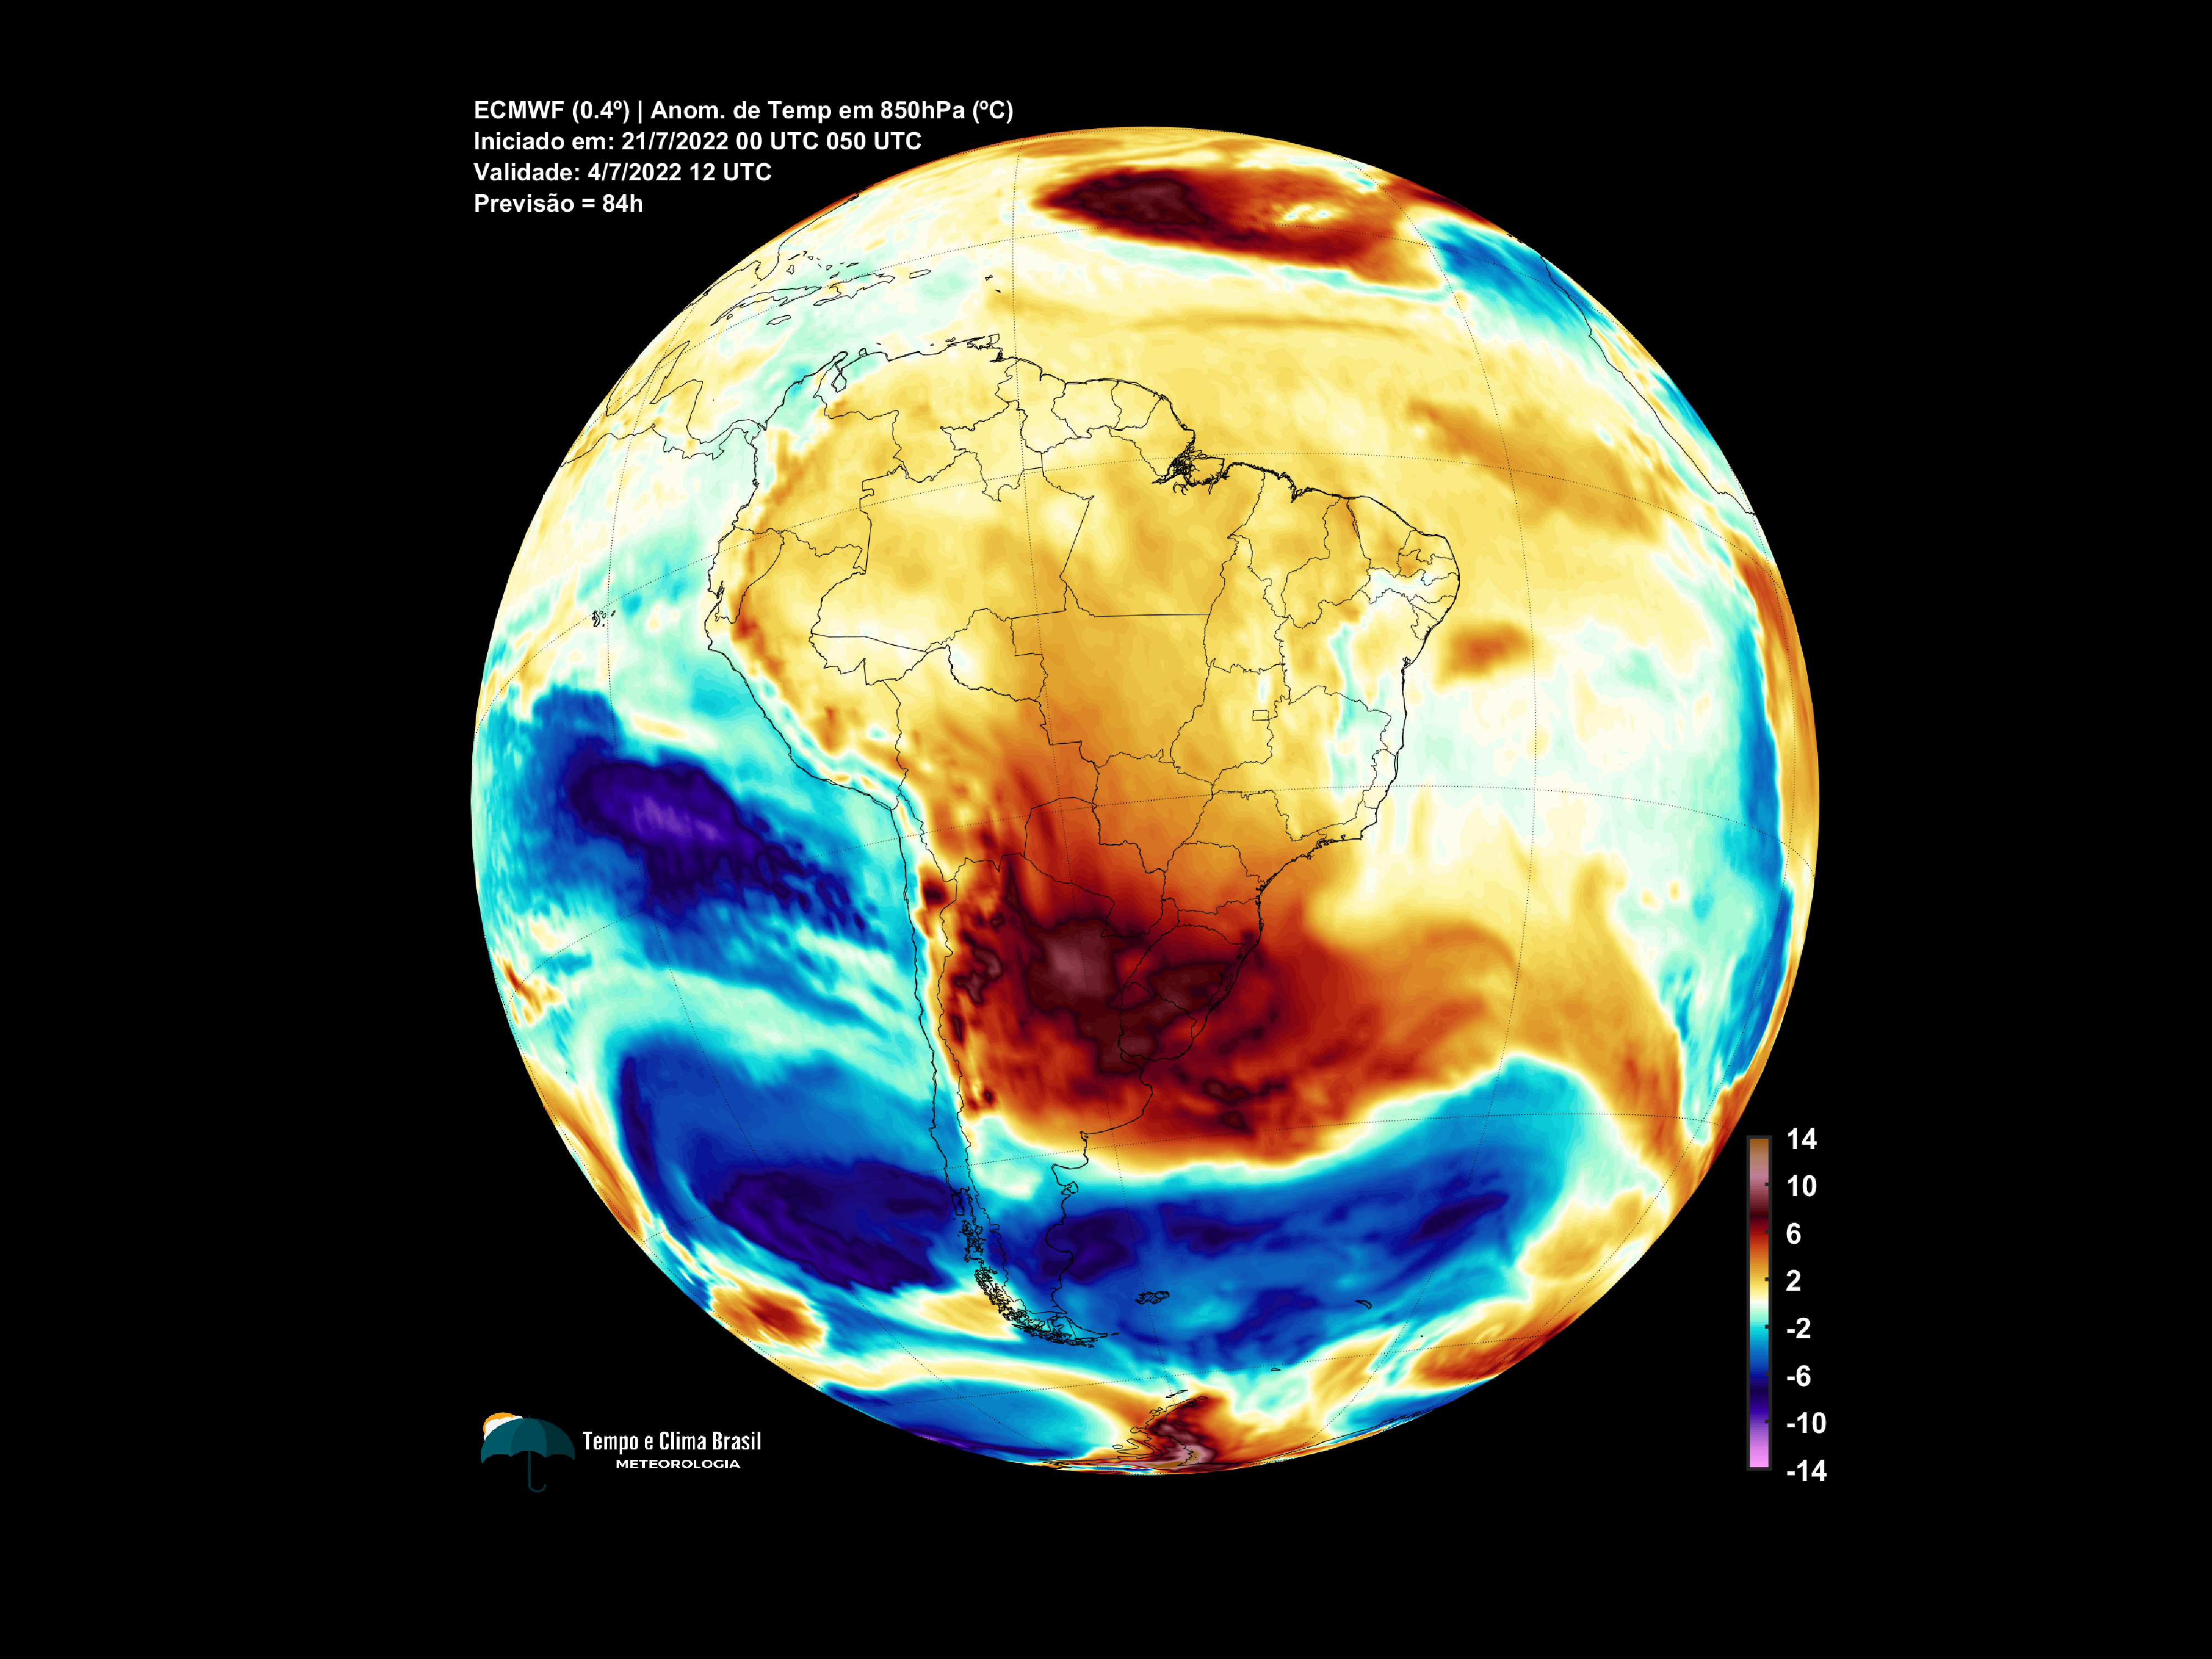 ECMWF (0.4º) | Anom. de Temp em 850hPa (ºC)
Iniciado em: 21/7/2022 00 UTC 050 UTC
Validade: 4/7/2022 12 UTC
Previsão = 84h
14
10
6
2
-2
-6
-10
-14
Tempo e Clima Brasil
METEOROLOGIA